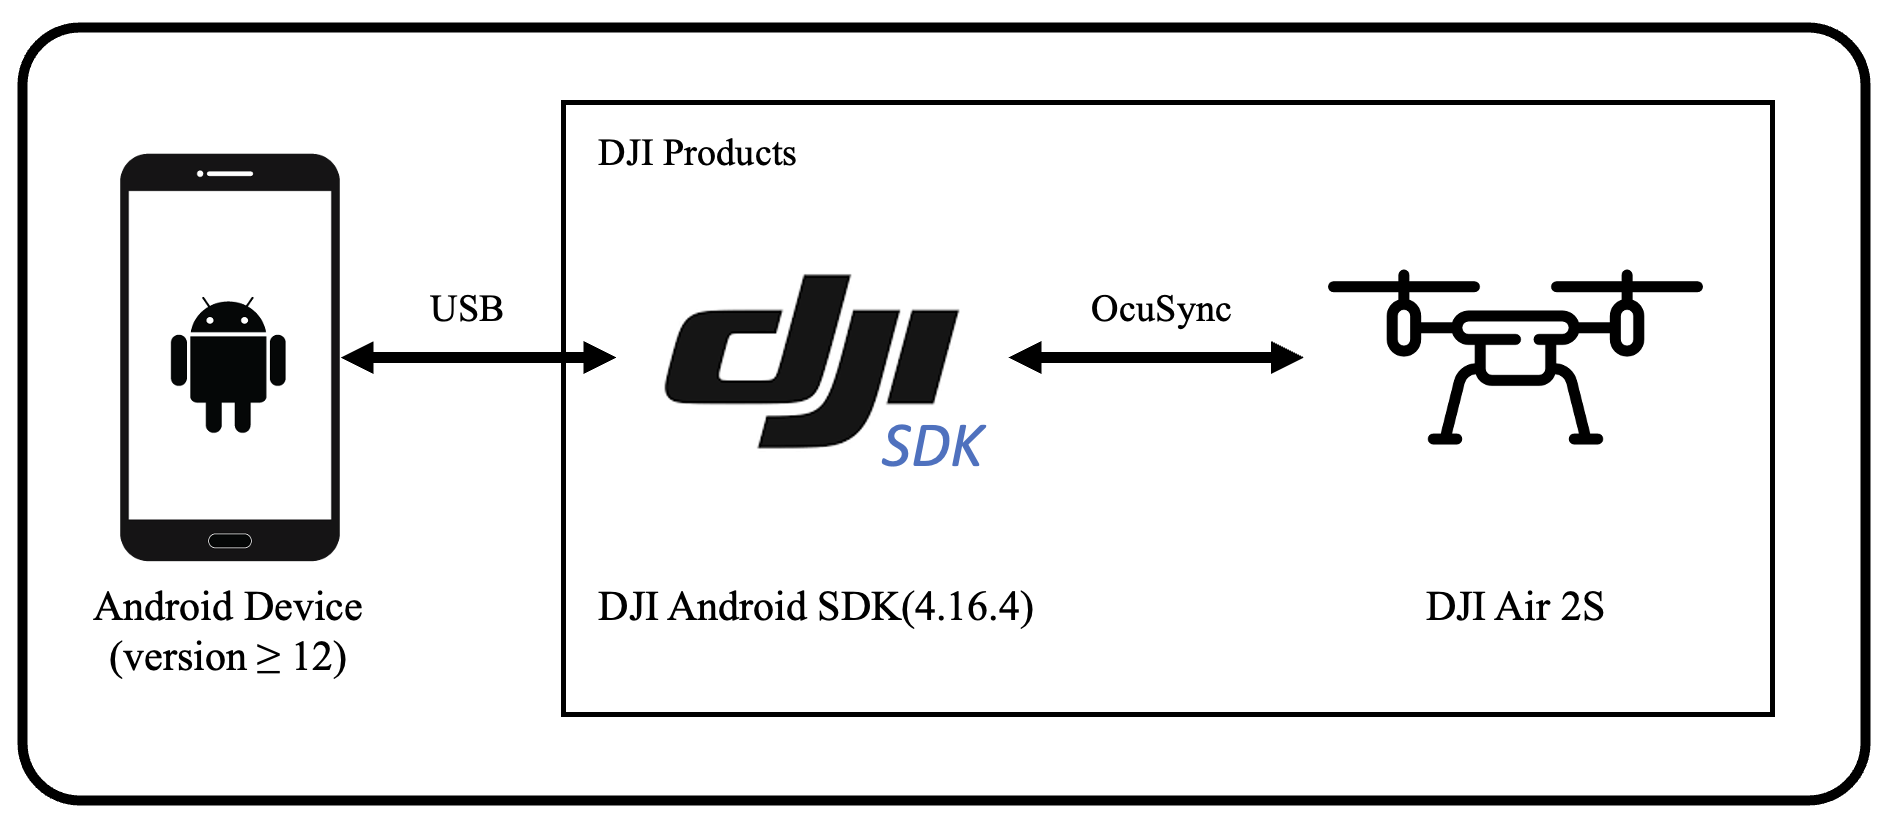 DJI Products
USB
OcuSync
dji
SDK
Android Device
(version ≥ 12)
DJI Android SDK(4.16.4)
DJI Air 2S